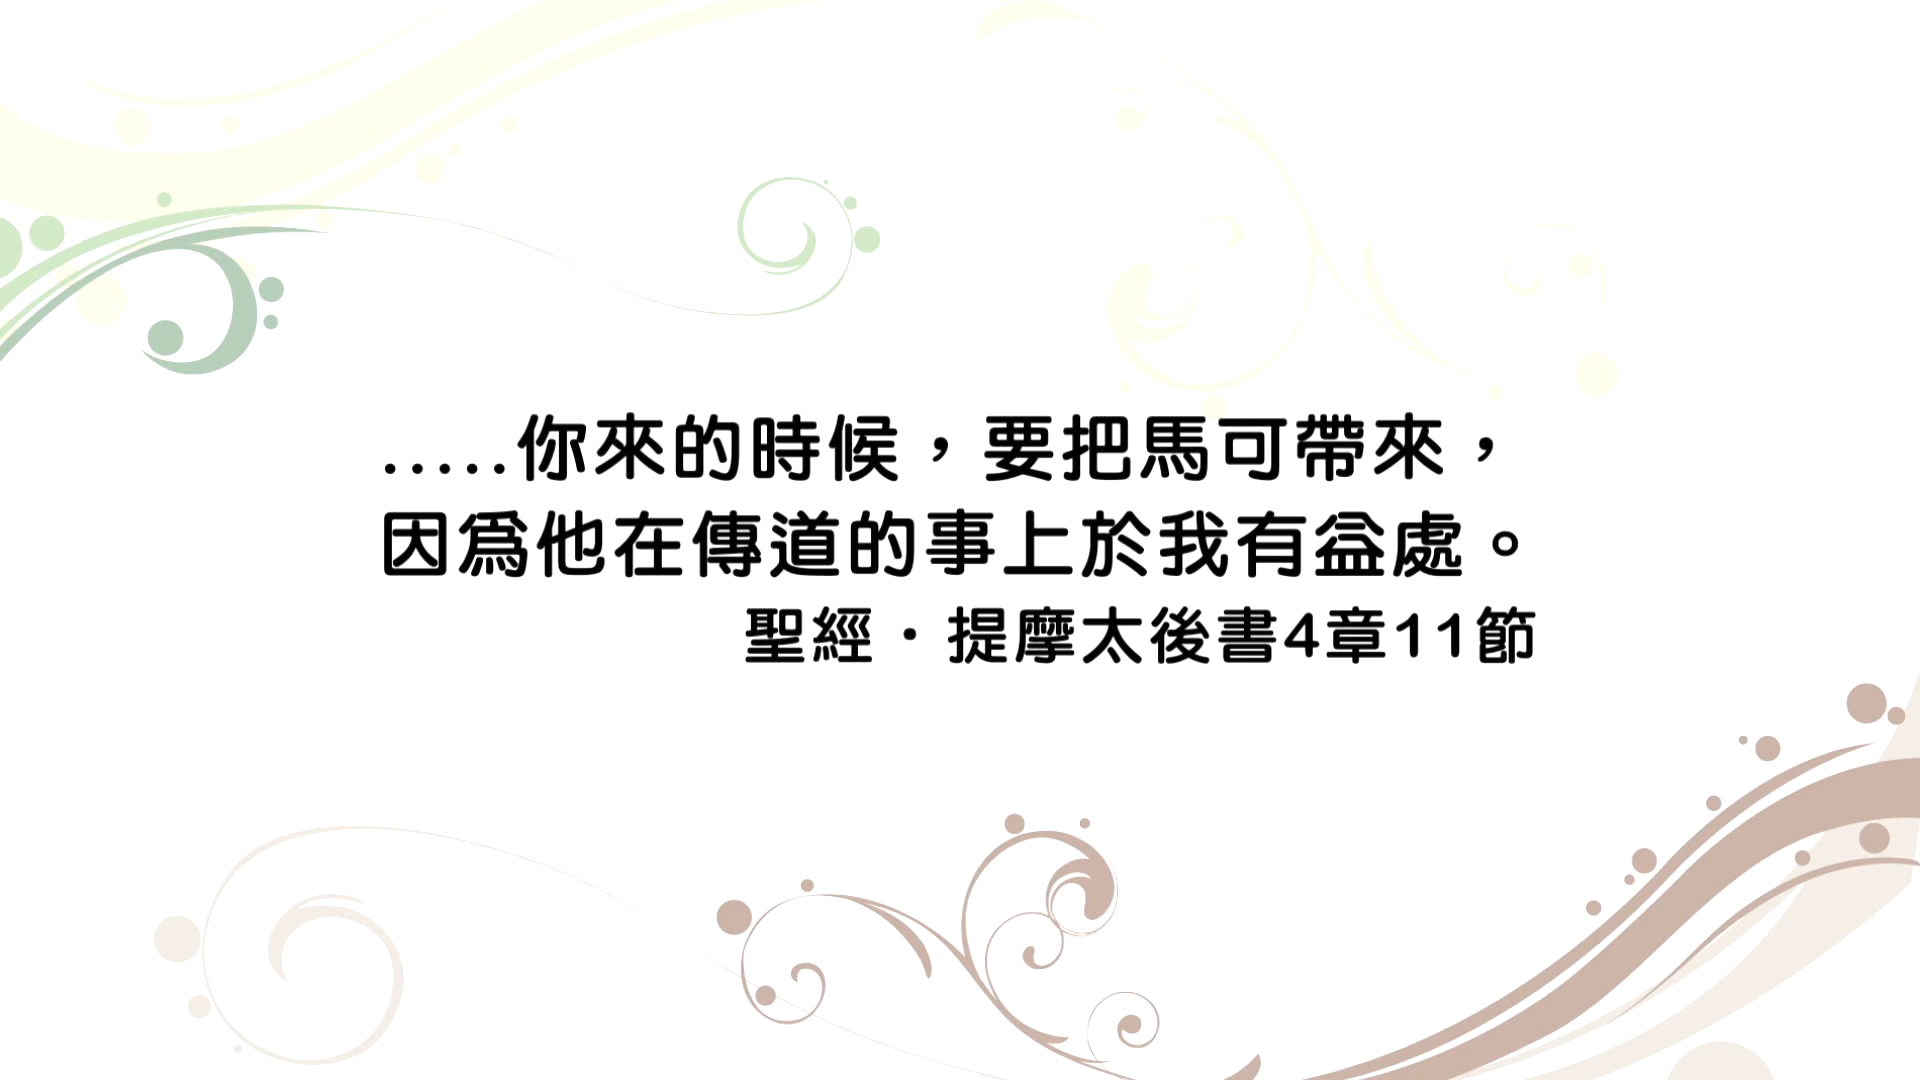 .....你來的時候，要把馬可帶來，
因為他在傳道的事上於我有益處。
聖經．提摩太後書4章11節